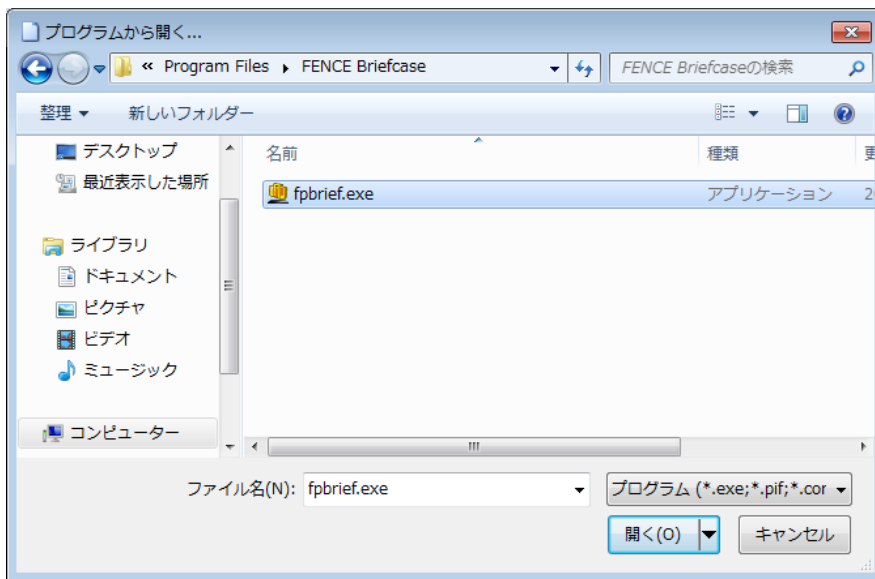 プログラムから開く...
« Program Files ▸ FENCE Briefcase
FENCE Briefcaseの検索
整理 ▼ 新しいフォルダー
デスクトップ
最近表示した場所
ライブラリ
ドキュメント
ピクチャ
ビデオ
ミュージック
コンピューター
名前 種類
fpbrief.exe アプリケーション 2
ファイル名(N): fpbrief.exe
プログラム (*.exe;*.pif;*.cor
開く(O) キャンセル